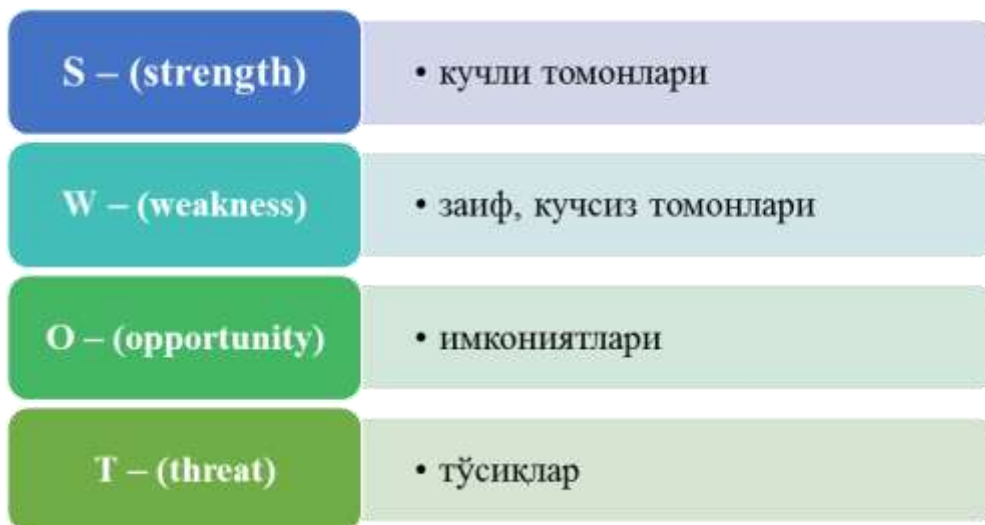 S – (strength)
• кучли томонлари
W – (weakness)
• заиф, кучсиз томонлари
O – (opportunity)
• имкониятлари
T – (threat)
• тўсиқлар